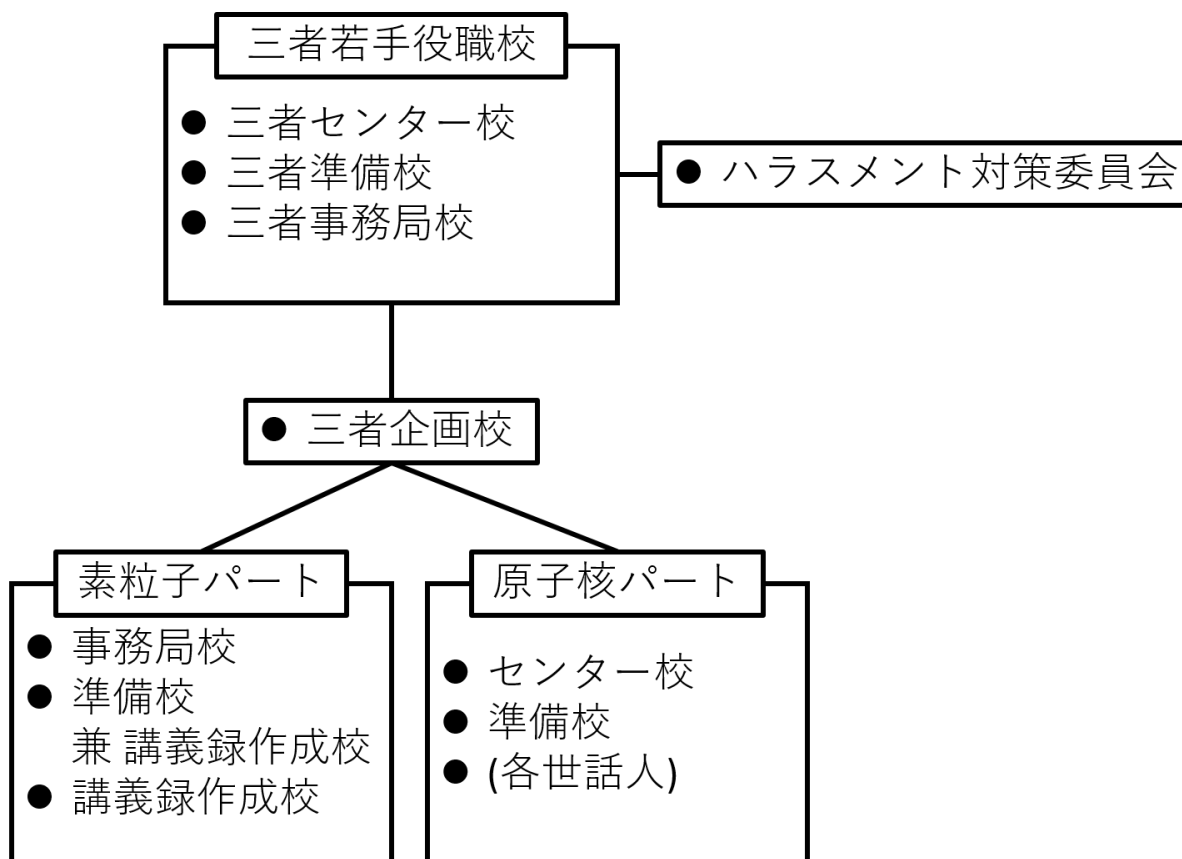 三者若手役職校
● 三者センター校
● 三者準備校
● 三者事務局校
● ハラスメント対策委員会
● 三者企画校
素粒子パート
● 事務局校
● 準備校
兼 講義録作成校
● 講義録作成校
原子核パート
● センター校
● 準備校
● (各世話人)